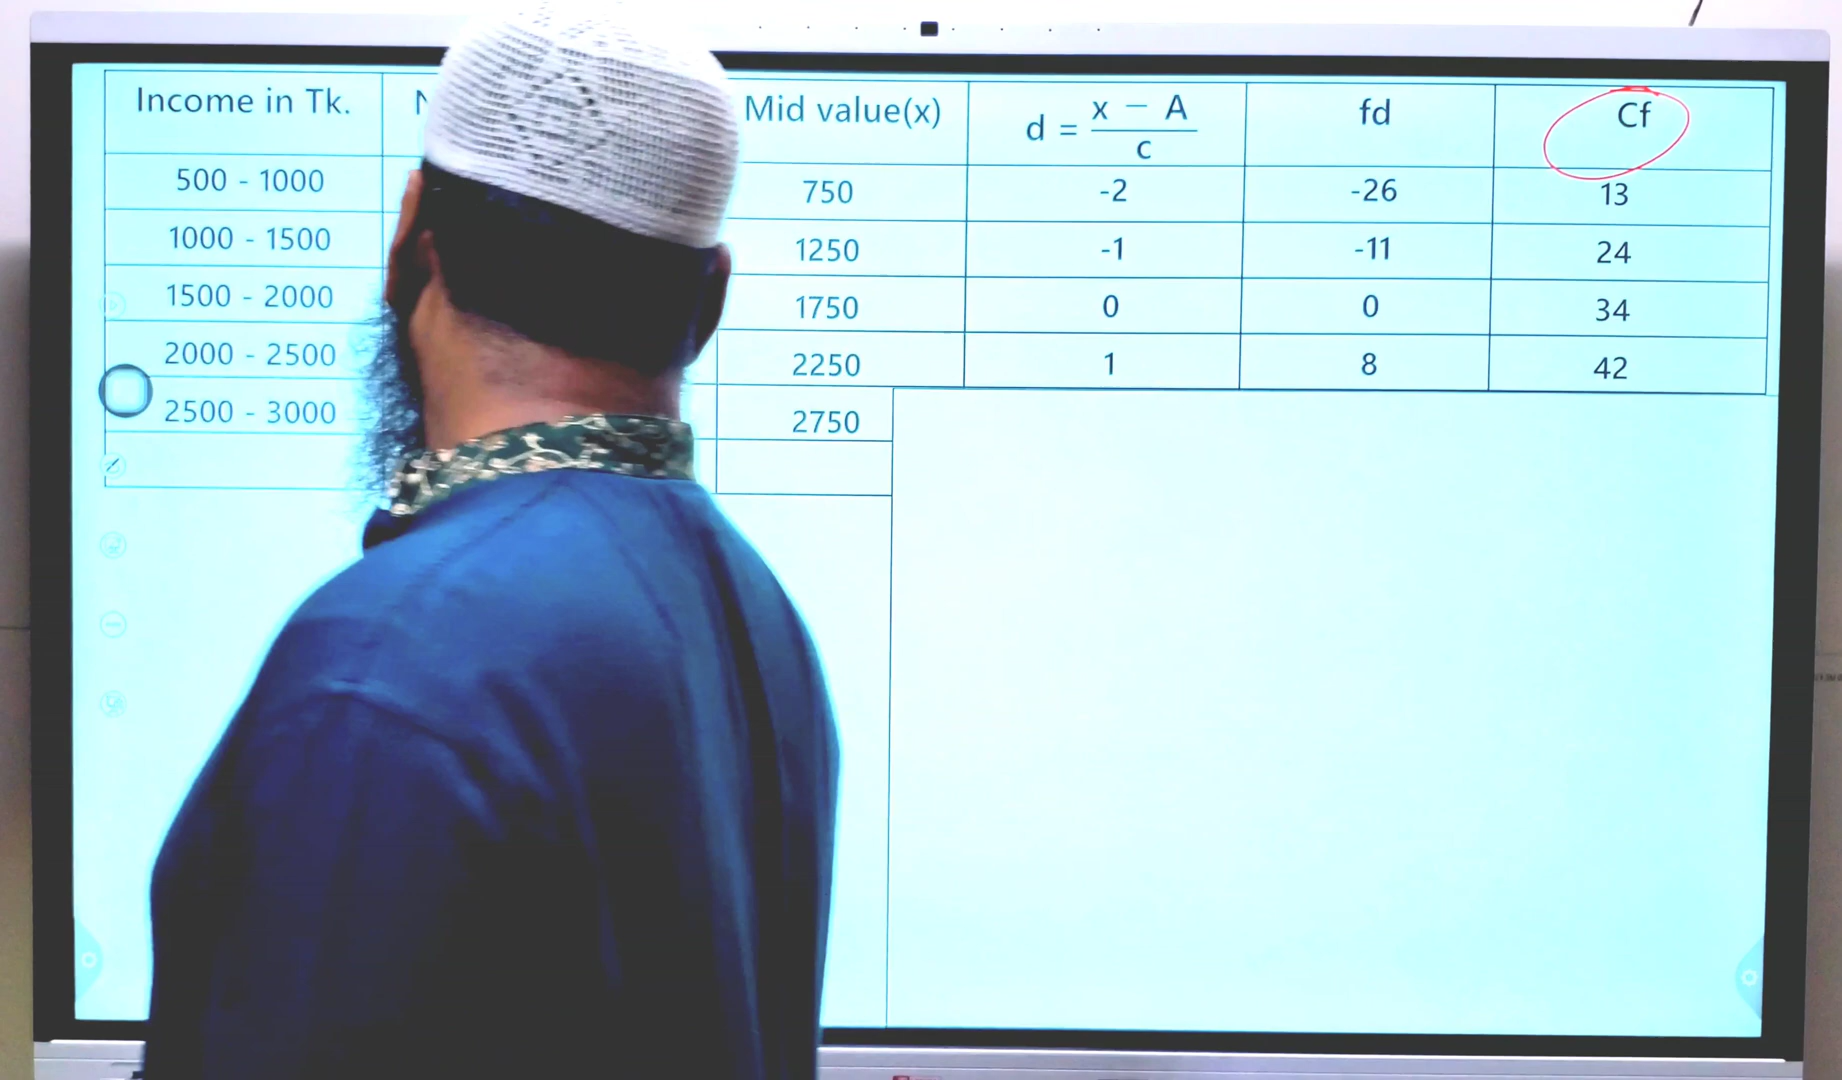 Income in Tk. Mid value(x) d = x − A / c fd Cf
500 - 1000 750 -2 -26 13
1000 - 1500 1250 -1 -11 24
1500 - 2000 1750 0 0 34
2000 - 2500 2250 1 8 42
2500 - 3000 2750